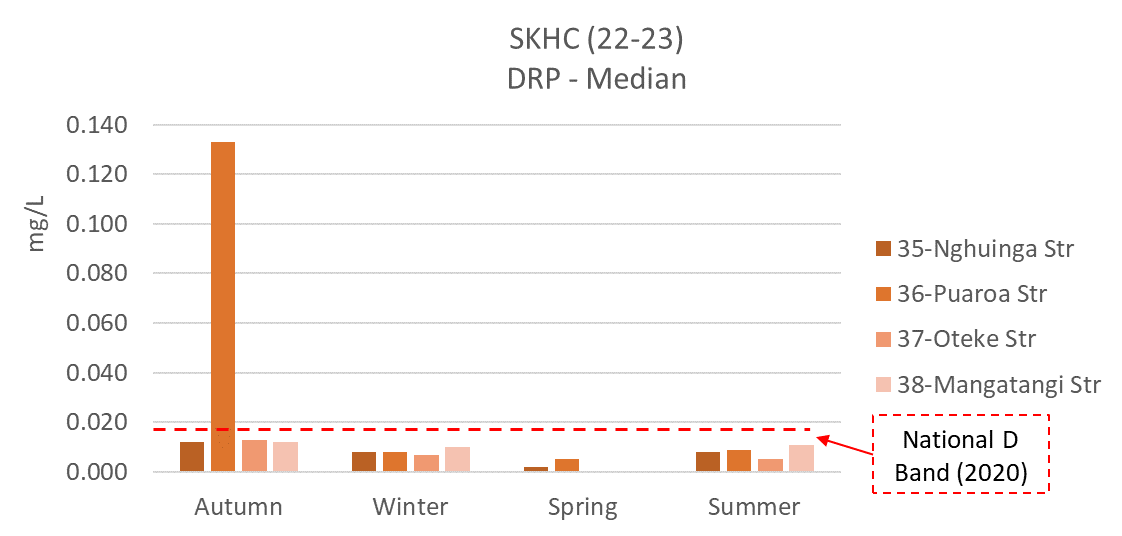 SKHC (22-23)
DRP - Median
mg/L
0.140
0.120
0.100
0.080
0.060
0.040
0.020
0.000
Autumn
Winter
Spring
Summer
35-Nghuinga Str
36-Puaroa Str
37-Oteke Str
38-Mangatangi Str
National D
Band (2020)